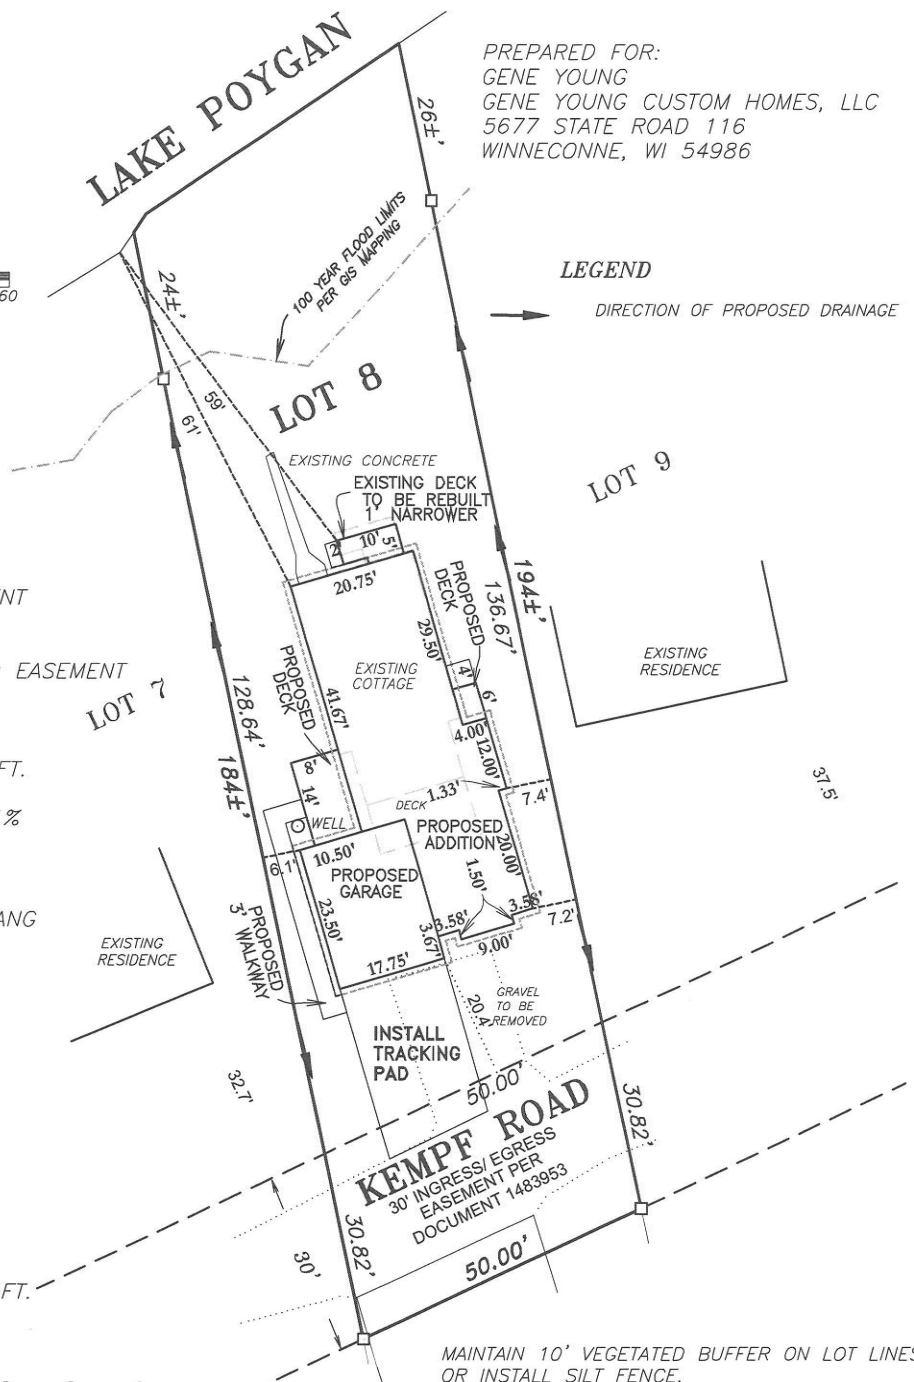 PREPARED FOR:
GENE YOUNG
GENE YOUNG CUSTOM HOMES, LLC
5677 STATE ROAD 116
WINNECONNE, WI 54986
LAKE POYGAN
26±'
100 YEAR FLOOD LIMITS
PER GIS MAPPING
60
LEGEND
DIRECTION OF PROPOSED DRAINAGE
24±'
LOT 8
59'
61'
LOT 9
EXISTING CONCRETE
EXISTING DECK
TO BE REBUILT
1' NARROWER
2'
10'
5'
20.75'
PROPOSED
DECK
136.67'
194±'
29.50'
NT
EXISTING
RESIDENCE
EASEMENT
EXISTING
COTTAGE
4'
6'
PROPOSED
DECK
41.67'
LOT 7
128.64'
184±'
4.00'
12.00'
FT.
8'
14'
37.5'
1.33'
7.4'
DECK
%
WELL
PROPOSED
ADDITION
20.00'
10.50'
6.1'
PROPOSED
GARAGE
1.50'
23.50'
3.58'
3.58'
7.2'
ANG
PROPOSED
3' WALKWAY
3.67'
9.00'
EXISTING
RESIDENCE
17.75'
GRAVEL
TO BE
REMOVED
20.4'
INSTALL
TRACKING
PAD
32.7'
50.00'
30.82'
KEMPF ROAD
30' INGRESS/ EGRESS
EASEMENT PER
DOCUMENT 1483953
30.82'
30'
50.00'
FT.
MAINTAIN 10' VEGETATED BUFFER ON LOT LINES
OR INSTALL SILT FENCE.